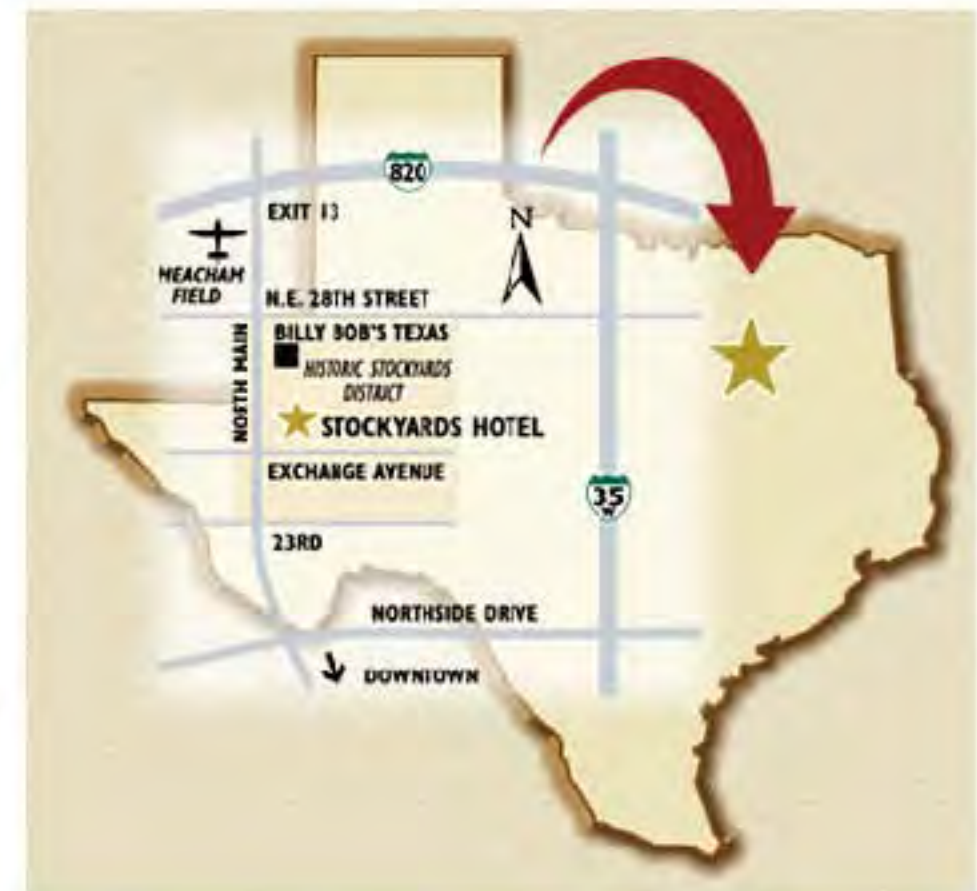 820
EXIT 13
N
MEACHAM
FIELD
N.E. 28TH STREET
BILLY BOB'S TEXAS
HISTORIC STOCKYARDS
DISTRICT
NORTH MAIN
STOCKYARDS HOTEL
EXCHANGE AVENUE
35
W
23RD
NORTHSIDE DRIVE
DOWNTOWN